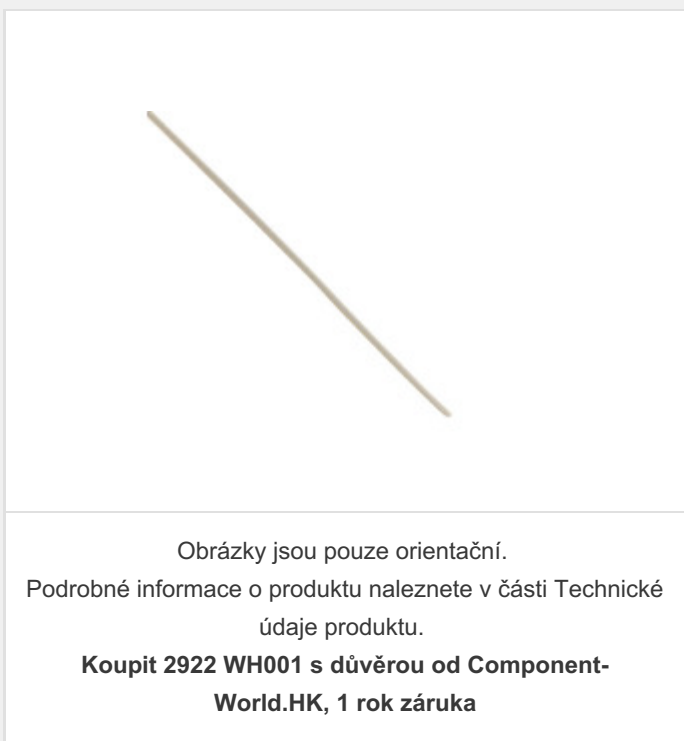 Obrázky jsou pouze orientační.
Podrobné informace o produktu naleznete v části Technické
údaje produktu.
Koupit 2922 WH001 s důvěrou od Component-
World.HK, 1 rok záruka